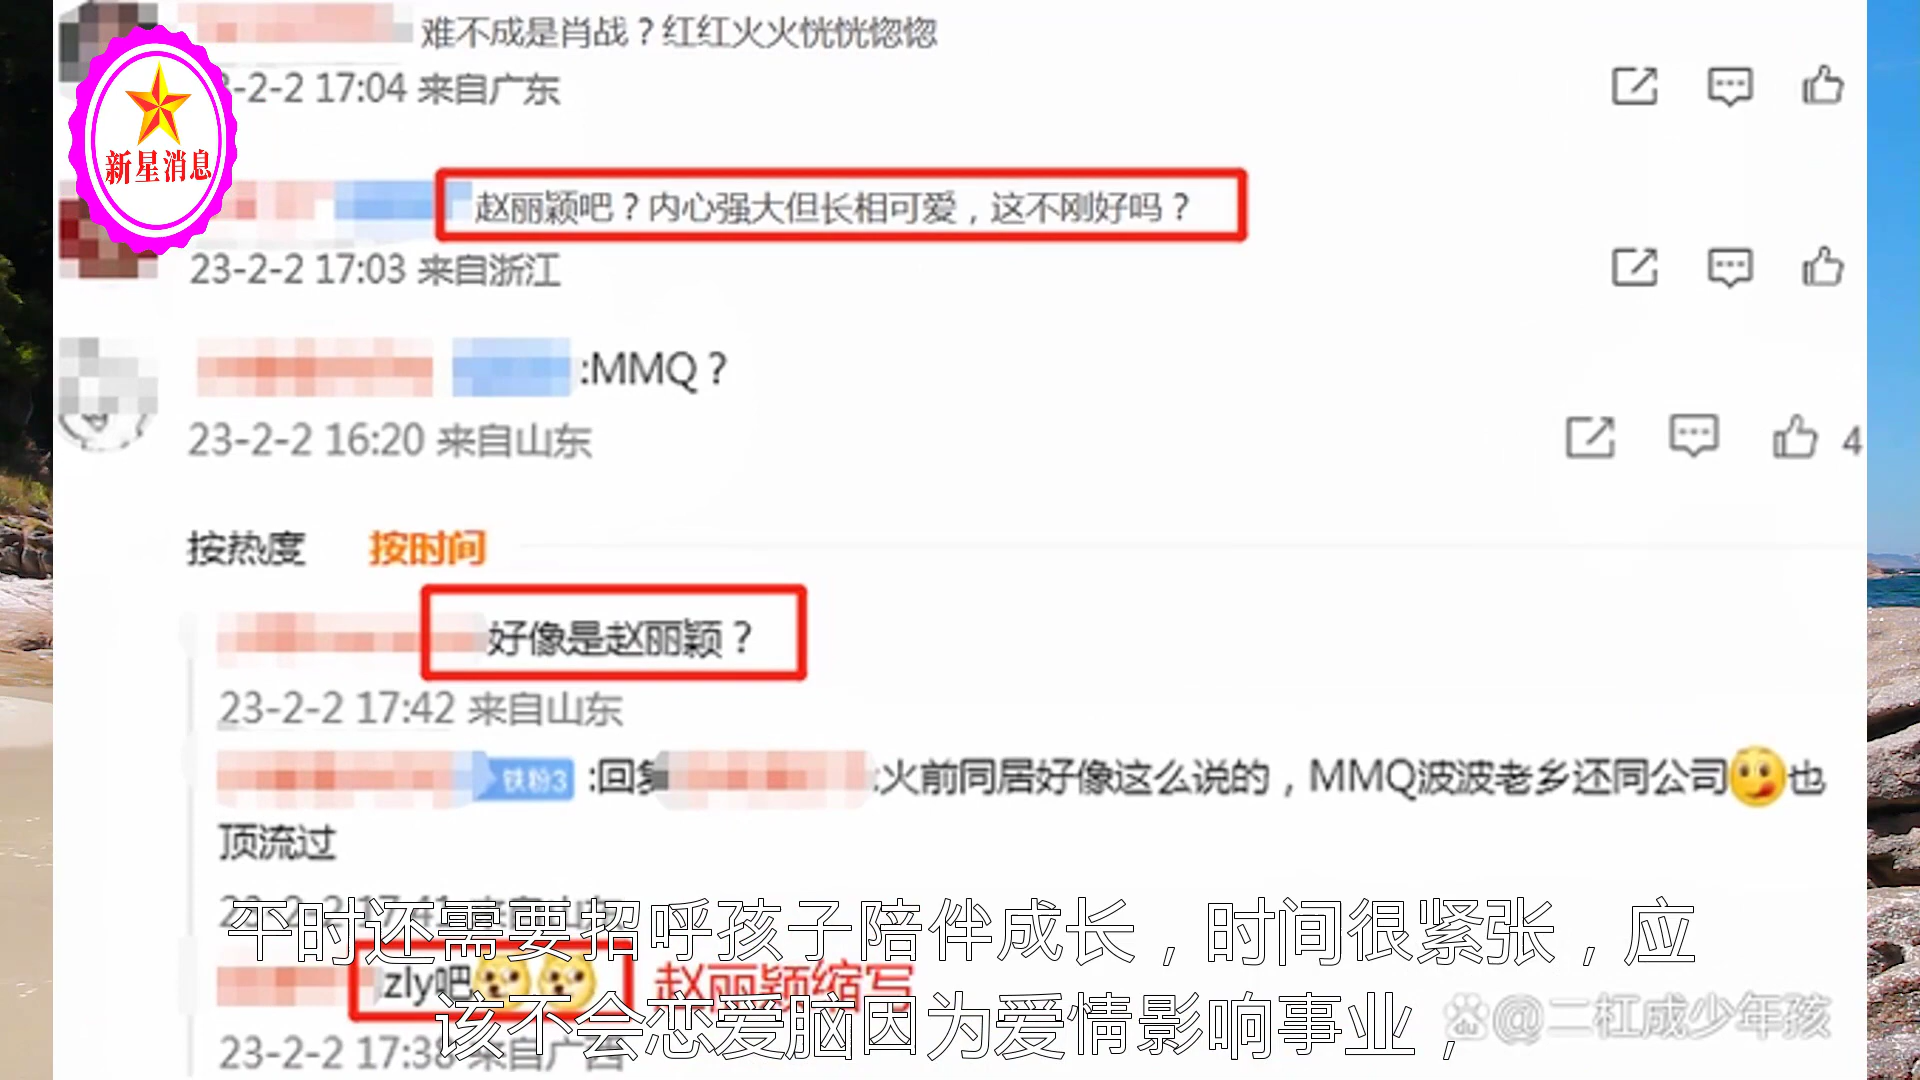 难不成是肖战？红红火火恍恍惚惚
-2-2 17:04 来自广东
新星消息
赵丽颖吧？内心强大但长相可爱，这不刚好吗？
23-2-2 17:03 来自浙江
:MMQ？
23-2-2 16:20 来自山东
4
按热度 按时间
好像是赵丽颖？
23-2-2 17:42 来自山东
铁粉3 :回复 :火前同居好像这么说的，MMQ波波老乡还同公司 也
顶流过
平时还需要招呼孩子陪伴成长，时间很紧张，应
zly吧 赵丽颖缩写
该不会恋爱脑因为爱情影响事业，
@二杠成少年孩
23-2-2 17:38 来自广西